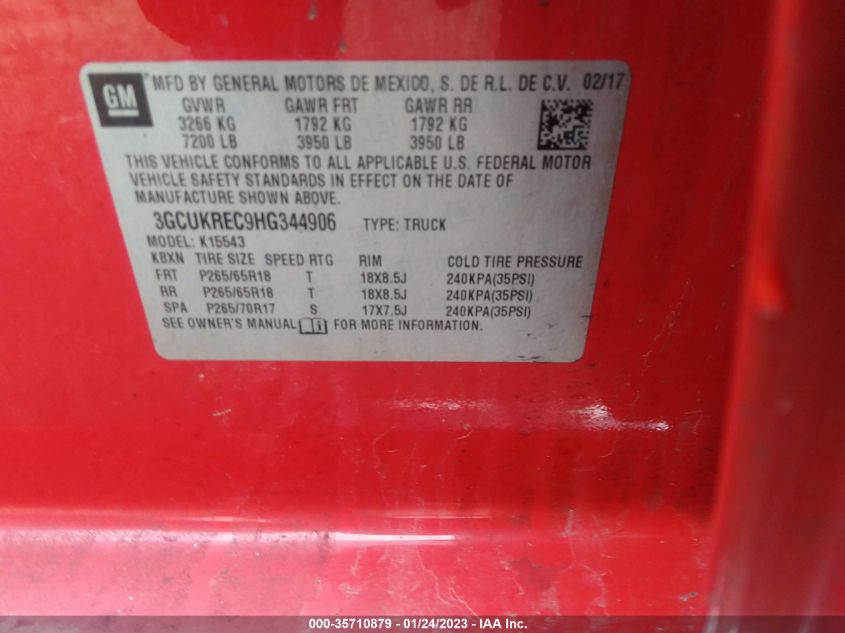 GM
MFD BY GENERAL MOTORS DE MEXICO, S. DE R.L. DE C.V. 02/17
GVWR GAWR FRT GAWR RR
3266 KG 1792 KG 1792 KG
7200 LB 3950 LB 3950 LB
THIS VEHICLE CONFORMS TO ALL APPLICABLE U.S. FEDERAL MOTOR
VEHICLE SAFETY STANDARDS IN EFFECT ON THE DATE OF
MANUFACTURE SHOWN ABOVE.
3GCUKREC9HG344906 TYPE: TRUCK
MODEL: K15543
KBXN TIRE SIZE SPEED RTG RIM COLD TIRE PRESSURE
FRT P265/65R18 T 18X8.5J 240KPA(35PSI)
RR P265/65R18 T 18X8.5J 240KPA(35PSI)
SPA P265/70R17 S 17X7.5J 240KPA(35PSI)
SEE OWNER'S MANUAL FOR MORE INFORMATION.
000-35710879 - 01/24/2023 - IAA Inc.